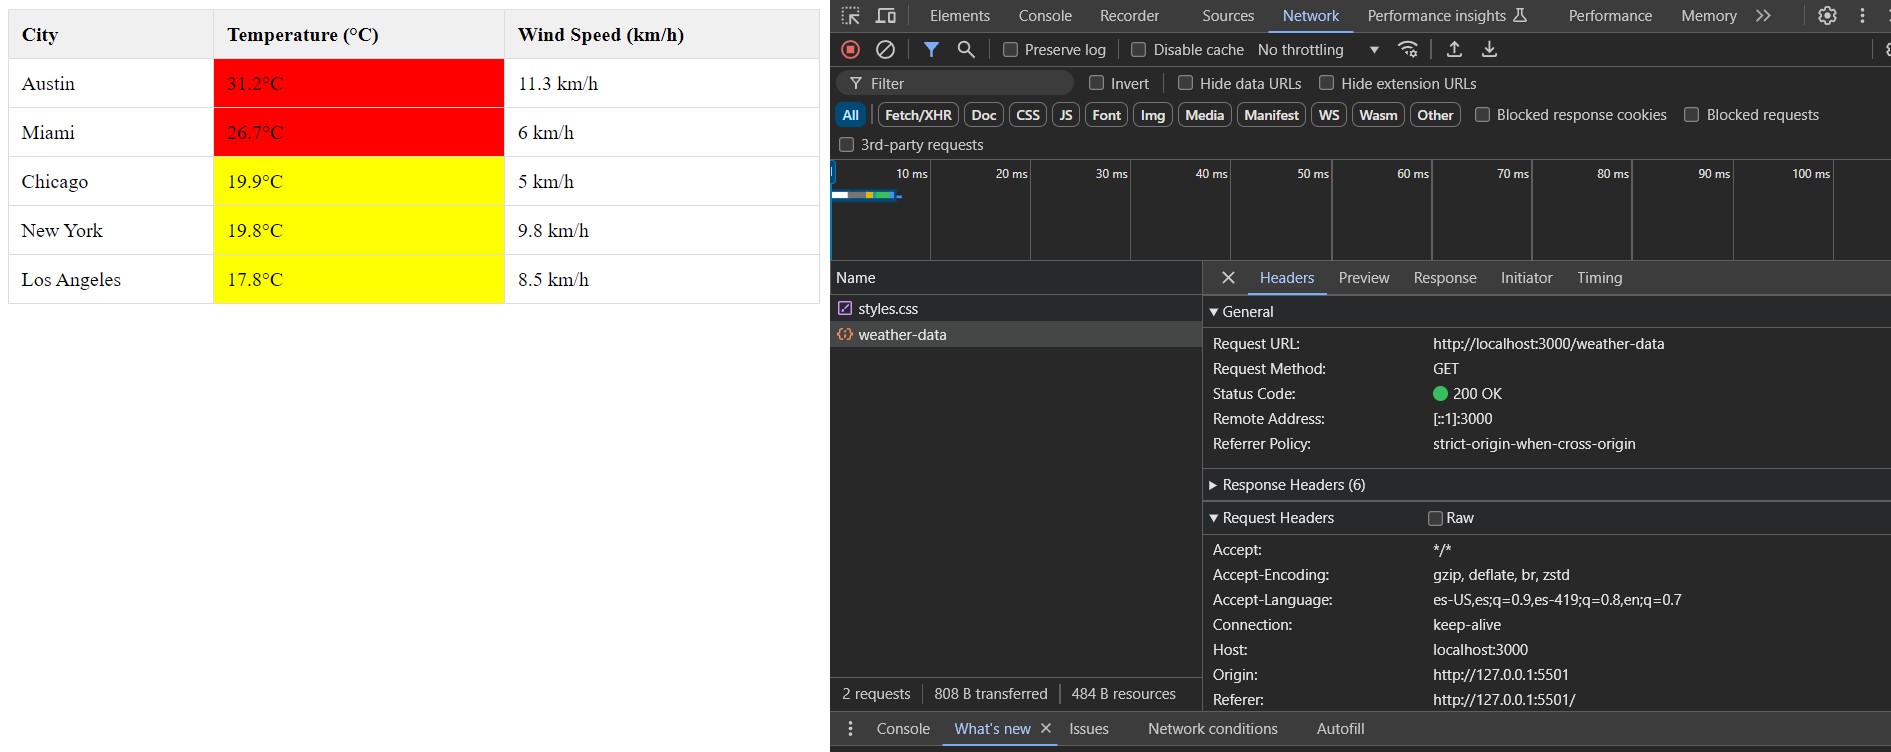 City Temperature (°C) Wind Speed (km/h)
Austin 31.2°C 11.3 km/h
Miami 26.7°C 6 km/h
Chicago 19.9°C 5 km/h
New York 19.8°C 9.8 km/h
Los Angeles 17.8°C 8.5 km/h
Elements Console Recorder Sources Network Performance insights Performance Memory
Preserve log Disable cache No throttling
Filter Invert Hide data URLs Hide extension URLs
All Fetch/XHR Doc CSS JS Font Img Media Manifest WS Wasm Other Blocked response cookies Blocked requests
3rd-party requests
10 ms 20 ms 30 ms 40 ms 50 ms 60 ms 70 ms 80 ms 90 ms 100 ms
Name
styles.css
weather-data
2 requests 808 B transferred 484 B resources
Headers Preview Response Initiator Timing
General
Request URL: http://localhost:3000/weather-data
Request Method: GET
Status Code: 200 OK
Remote Address: [::1]:3000
Referrer Policy: strict-origin-when-cross-origin
Response Headers (6)
Request Headers Raw
Accept: */*
Accept-Encoding: gzip, deflate, br, zstd
Accept-Language: es-US,es;q=0.9,es-419;q=0.8,en;q=0.7
Connection: keep-alive
Host: localhost:3000
Origin: http://127.0.0.1:5501
Referer: http://127.0.0.1:5501/
Console What's new Issues Network conditions Autofill